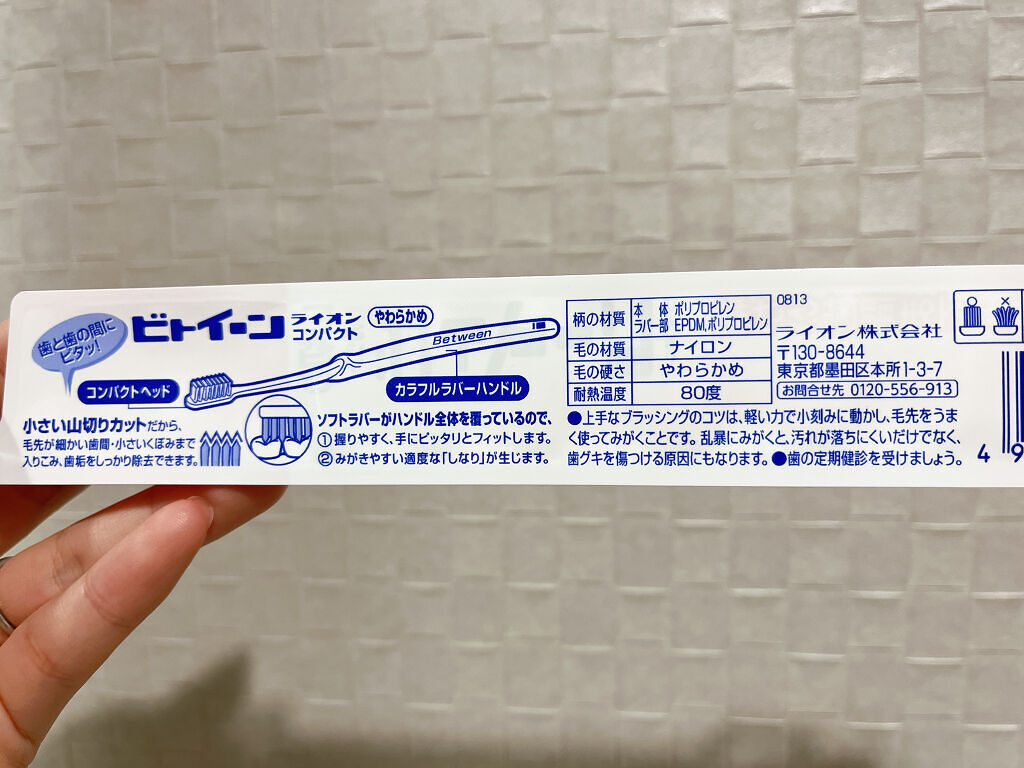 歯と歯の間に
ピタッ!
ビトイーン
ライオン
コンパクト
やわらかめ
Between
コンパクトヘッド
カラフルラバーハンドル
小さい山切りカットだから、
毛先が細かい歯間・小さいくぼみまで
入りこみ、歯垢をしっかり除去できます。
ソフトラバーがハンドル全体を覆っているので、
①握りやすく、手にピッタリとフィットします。
②みがきやすい適度な「しなり」が生じます。
柄の材質 本体 ポリプロピレン
ラバー部 EPDM,ポリプロピレン
毛の材質 ナイロン
毛の硬さ やわらかめ
耐熱温度 80度
0813
ライオン株式会社
〒130-8644
東京都墨田区本所1-3-7
お問合せ先 0120-556-913
●上手なブラッシングのコツは、軽い力で小刻みに動かし、毛先をうま
く使ってみがくことです。乱暴にみがくと、汚れが落ちにくいだけでなく、
歯グキを傷つける原因にもなります。●歯の定期健診を受けましょう。
4 9